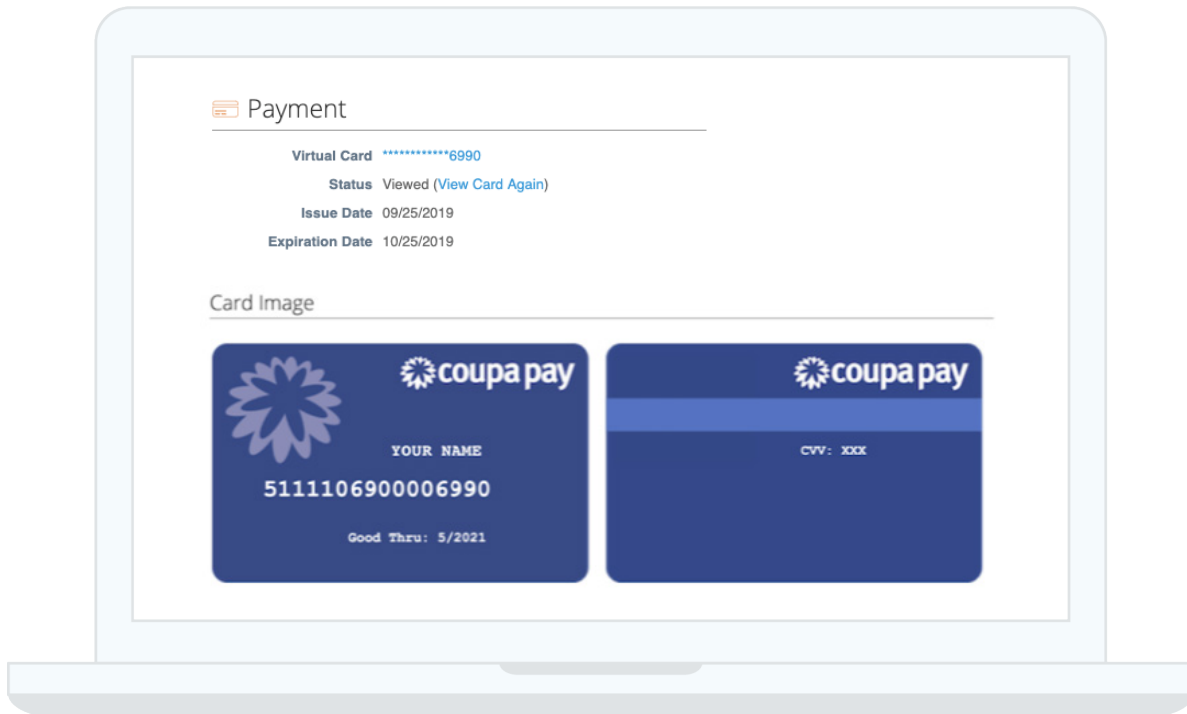 Payment
Virtual Card ************6990
Status Viewed (View Card Again)
Issue Date 09/25/2019
Expiration Date 10/25/2019
Card Image
coupa pay
YOUR NAME
5111106900006990
Good Thru: 5/2021
coupa pay
CVV: XXX